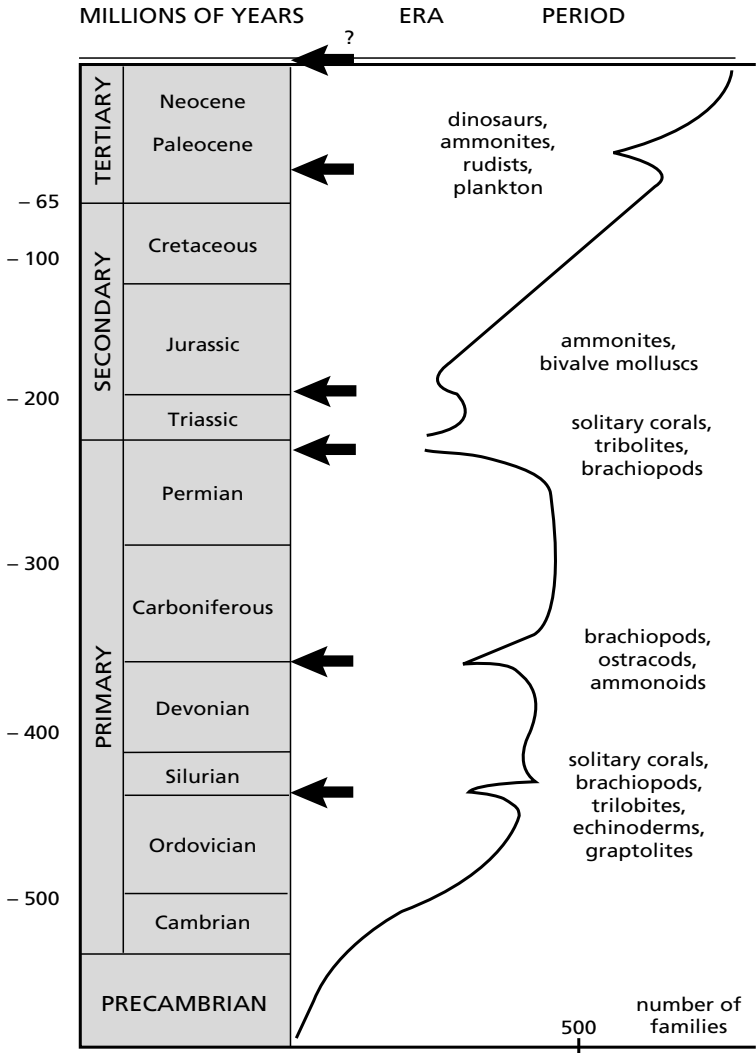 MILLIONS OF YEARS ERA PERIOD
?
TERTIARY
Neocene
Paleocene
dinosaurs,
ammonites,
rudists,
plankton
– 65
SECONDARY
Cretaceous
– 100
Jurassic
ammonites,
bivalve molluscs
– 200
Triassic
solitary corals,
tribolites,
brachiopods
PRIMARY
Permian
– 300
Carboniferous
brachiopods,
ostracods,
ammonoids
Devonian
– 400
Silurian
solitary corals,
brachiopods,
trilobites,
echinoderms,
graptolites
Ordovician
– 500
Cambrian
PRECAMBRIAN
number of
families
500